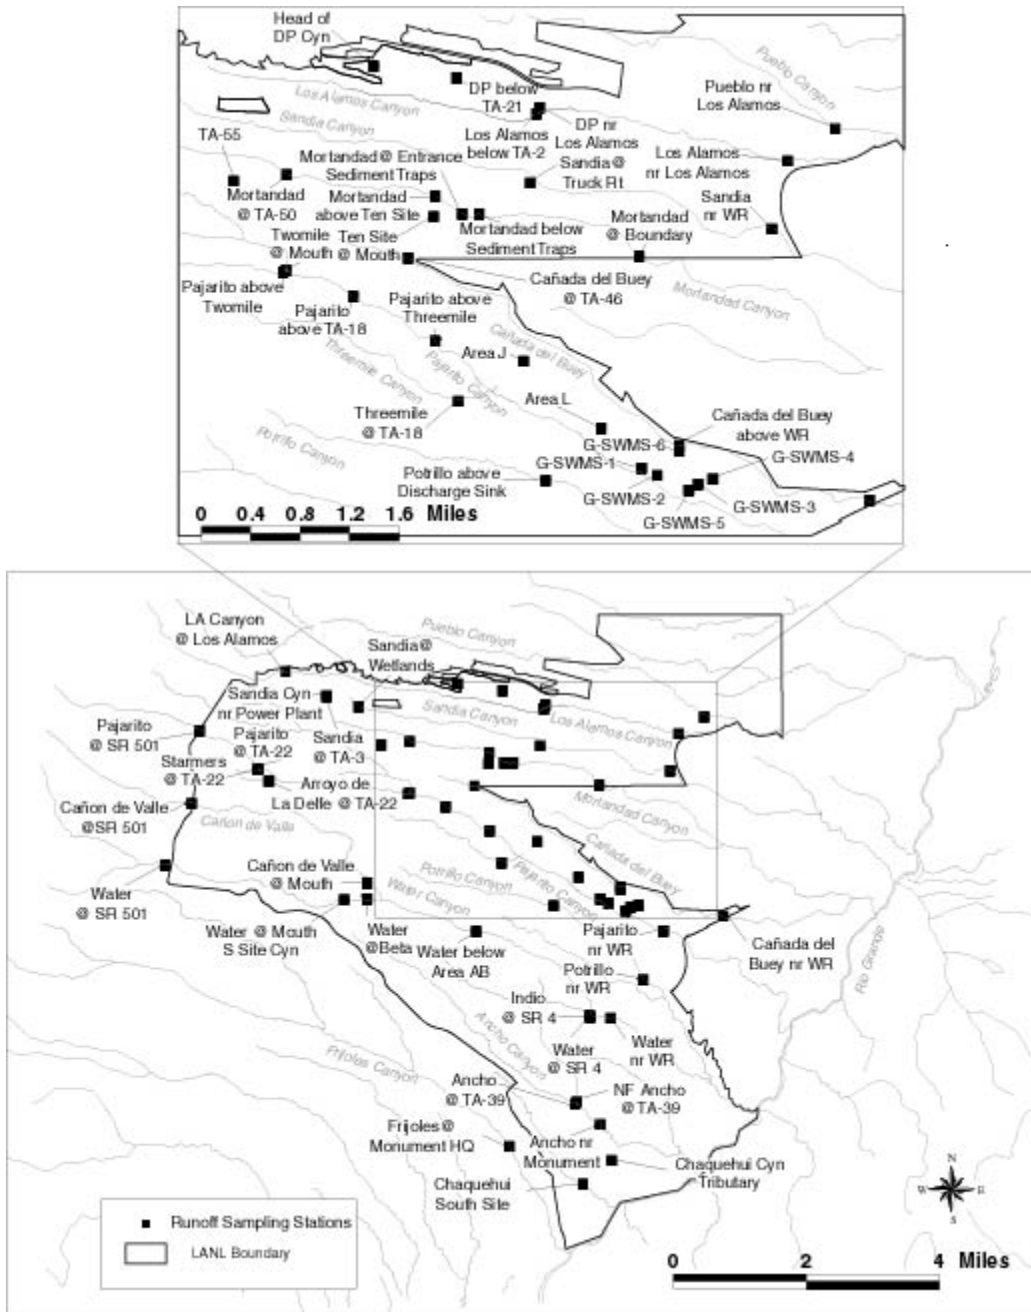 Head of
DP Cyn
Pueblo Canyon
DP below
TA-21
Pueblo nr
Los Alamos
Los Alamos Canyon
Sandia Canyon
DP nr
Los Alamos
Los Alamos
below TA-2
TA-55
Mortandad @ Entrance
Sediment Traps
Sandia @
Truck Rt
Los Alamos
nr Los Alamos
Mortandad
@ TA-50
Mortandad
above Ten Site
Sandia
nr WR
Mortandad
@ Boundary
Twomile
@ Mouth
Ten Site
@ Mouth
Mortandad below
Sediment Traps
Pajarito above
Twomile
Cañada del Buey
@ TA-46
Mortandad Canyon
Pajarito
above TA-18
Pajarito above
Threemile
Cañada del Buey
Threemile Canyon
Pajarito Canyon
Area J
Area L
Threemile
@ TA-18
Cañada del Buey
above WR
Potrillo Canyon
G-SWMS-6
G-SWMS-1
G-SWMS-4
Potrillo above
Discharge Sink
G-SWMS-2
G-SWMS-3
G-SWMS-5
0 0.4 0.8 1.2 1.6 Miles
LA Canyon
@ Los Alamos
Pueblo Canyon
Sandia @
Wetlands
Sandia Cyn
nr Power Plant
Sandia Canyon
Los Alamos Canyon
Pajarito
@ SR 501
Pajarito
@ TA-22
Sandia
@ TA-3
Starmers
@ TA-22
Arroyo de
La Delle @ TA-22
Cañon de Valle
@SR 501
Cañon de Valle
Mortandad Canyon
Cañada del Buey
Cañon de Valle
@ Mouth
Potrillo Canyon
Pajarito Canyon
Water Canyon
Water
@ SR 501
Water @ Mouth
S Site Cyn
Water
@Beta
Water below
Area AB
Pajarito
nr WR
Cañada del
Buey nr WR
Potrillo
nr WR
Rio Grande
Indio
@ SR 4
Ancho Canyon
Water
@ SR 4
Water
nr WR
Frijoles Canyon
Ancho
@ TA-39
NF Ancho
@ TA-39
Frijoles @
Monument HQ
Ancho nr
Monument
Chaquehui Cyn
Tributary
Chaquehui
South Site
N
W E
S
Runoff Sampling Stations
LANL Boundary
0 2 4 Miles